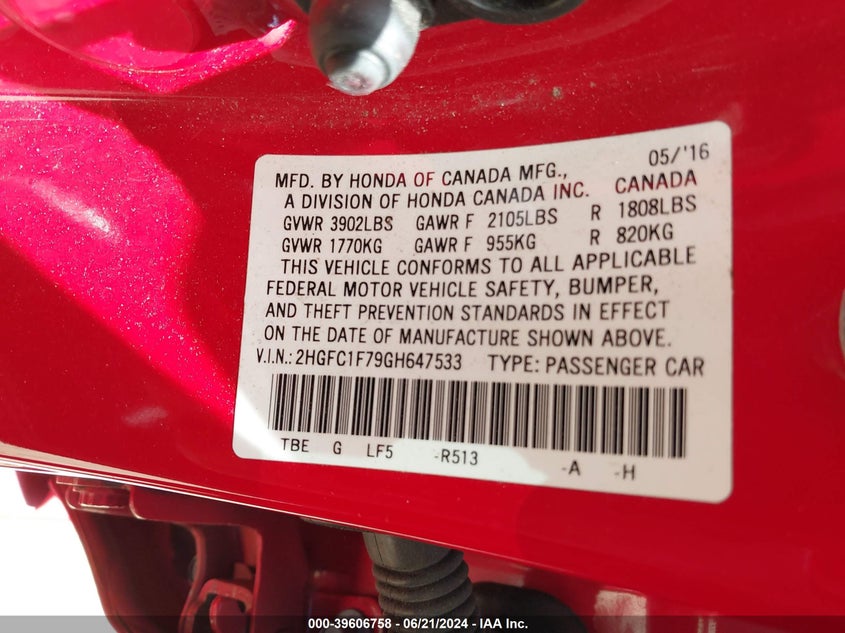 05/'16
MFD. BY HONDA OF CANADA MFG.,
A DIVISION OF HONDA CANADA INC. CANADA
GVWR 3902LBS GAWR F 2105LBS R 1808LBS
GVWR 1770KG GAWR F 955KG R 820KG
THIS VEHICLE CONFORMS TO ALL APPLICABLE
FEDERAL MOTOR VEHICLE SAFETY, BUMPER,
AND THEFT PREVENTION STANDARDS IN EFFECT
ON THE DATE OF MANUFACTURE SHOWN ABOVE.
V.I.N.: 2HGFC1F79GH647533 TYPE: PASSENGER CAR
TBE G LF5 -R513 -A -H
000-39606758 - 06/21/2024 - IAA Inc.